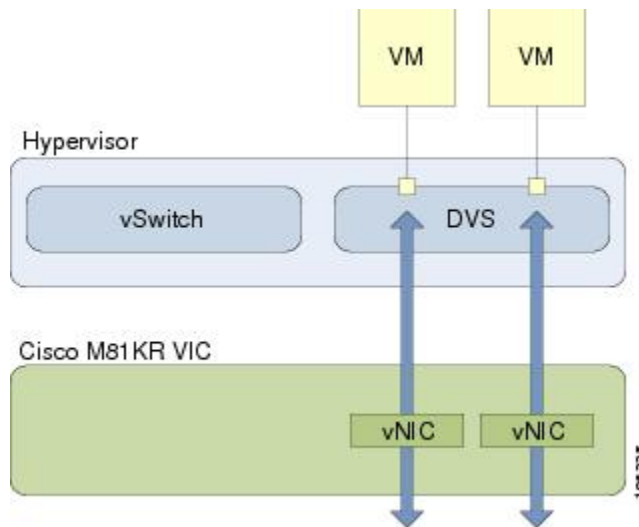 VM VM
Hypervisor
vSwitch DVS
Cisco M81KR VIC
vNIC vNIC